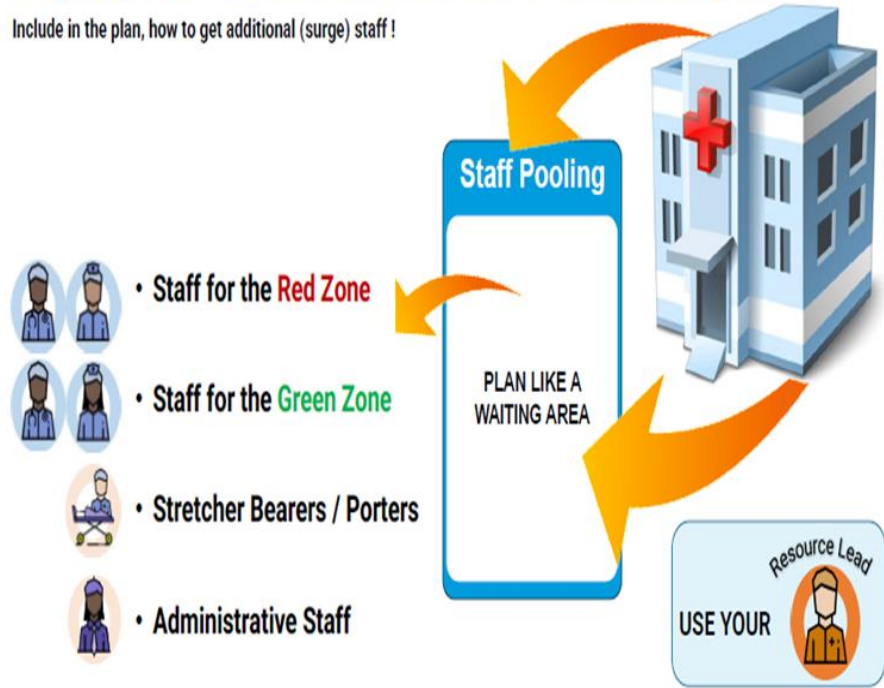 Include in the plan, how to get additional (surge) staff !
Staff Pooling
• Staff for the Red Zone
• Staff for the Green Zone
• Stretcher Bearers / Porters
• Administrative Staff
PLAN LIKE A
WAITING AREA
USE YOUR
Resource Lead